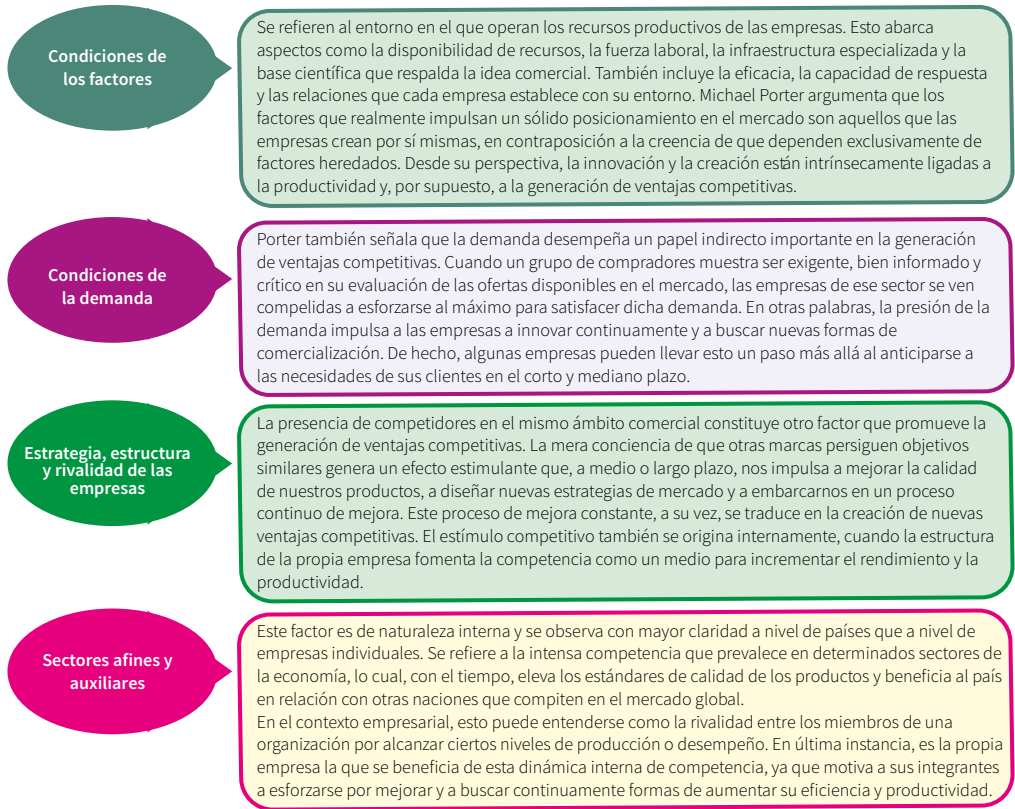 Condiciones de
los factores
Se refieren al entorno en el que operan los recursos productivos de las empresas. Esto abarca
aspectos como la disponibilidad de recursos, la fuerza laboral, la infraestructura especializada y la
base científica que respalda la idea comercial. También incluye la eficacia, la capacidad de respuesta
y las relaciones que cada empresa establece con su entorno. Michael Porter argumenta que los
factores que realmente impulsan un sólido posicionamiento en el mercado son aquellos que las
empresas crean por sí mismas, en contraposición a la creencia de que dependen exclusivamente de
factores heredados. Desde su perspectiva, la innovación y la creación están intrínsecamente ligadas a
la productividad y, por supuesto, a la generación de ventajas competitivas.
Condiciones de
la demanda
Porter también señala que la demanda desempeña un papel indirecto importante en la generación
de ventajas competitivas. Cuando un grupo de compradores muestra ser exigente, bien informado y
crítico en su evaluación de las ofertas disponibles en el mercado, las empresas de ese sector se ven
compelidas a esforzarse al máximo para satisfacer dicha demanda. En otras palabras, la presión de la
demanda impulsa a las empresas a innovar continuamente y a buscar nuevas formas de
comercialización. De hecho, algunas empresas pueden llevar esto un paso más allá al anticiparse a
las necesidades de sus clientes en el corto y mediano plazo.
Estrategia, estructura
y rivalidad de las
empresas
La presencia de competidores en el mismo ámbito comercial constituye otro factor que promueve la
generación de ventajas competitivas. La mera conciencia de que otras marcas persiguen objetivos
similares genera un efecto estimulante que, a medio o largo plazo, nos impulsa a mejorar la calidad
de nuestros productos, a diseñar nuevas estrategias de mercado y a embarcarnos en un proceso
continuo de mejora. Este proceso de mejora constante, a su vez, se traduce en la creación de nuevas
ventajas competitivas. El estímulo competitivo también se origina internamente, cuando la estructura
de la propia empresa fomenta la competencia como un medio para incrementar el rendimiento y la
productividad.
Sectores afines y
auxiliares
Este factor es de naturaleza interna y se observa con mayor claridad a nivel de países que a nivel de
empresas individuales. Se refiere a la intensa competencia que prevalece en determinados sectores de
la economía, lo cual, con el tiempo, eleva los estándares de calidad de los productos y beneficia al país
en relación con otras naciones que compiten en el mercado global.
En el contexto empresarial, esto puede entenderse como la rivalidad entre los miembros de una
organización por alcanzar ciertos niveles de producción o desempeño. En última instancia, es la propia
empresa la que se beneficia de esta dinámica interna de competencia, ya que motiva a sus integrantes
a esforzarse por mejorar y a buscar continuamente formas de aumentar su eficiencia y productividad.